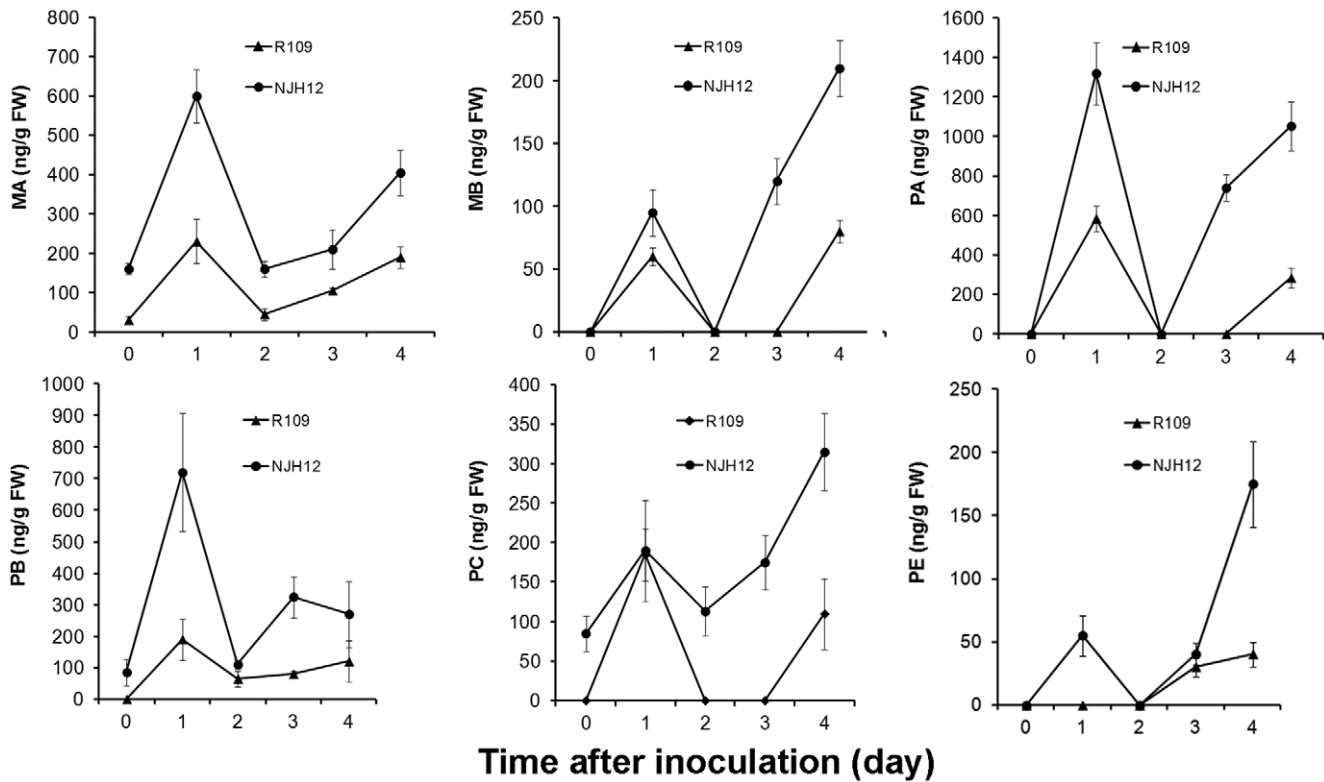 MA (ng/g FW)
800
700
600
500
400
300
200
100
0
R109
NJH12
0 1 2 3 4
MB (ng/g FW)
250
200
150
100
50
0
R109
NJH12
0 1 2 3 4
PA (ng/g FW)
1600
1400
1200
1000
800
600
400
200
0
R109
NJH12
0 1 2 3 4
PB (ng/g FW)
1000
900
800
700
600
500
400
300
200
100
0
R109
NJH12
0 1 2 3 4
PC (ng/g FW)
400
350
300
250
200
150
100
50
0
R109
NJH12
0 1 2 3 4
PE (ng/g FW)
250
200
150
100
50
0
R109
NJH12
0 1 2 3 4
Time after inoculation (day)